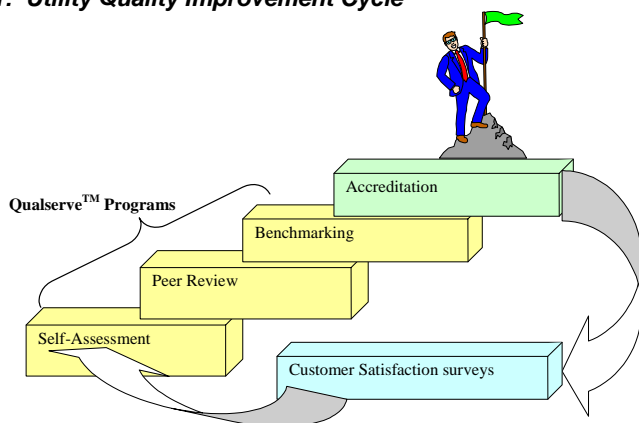 Utility Quality Improvement Cycle
Accreditation
Qualserve™ Programs
Benchmarking
Peer Review
Self-Assessment
Customer Satisfaction surveys